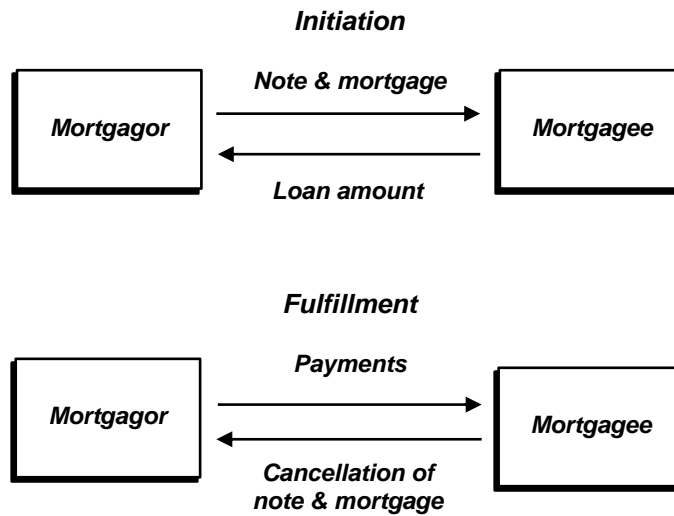 Initiation
Note & mortgage
Mortgagor
Mortgagee
Loan amount
Fulfillment
Payments
Mortgagor
Mortgagee
Cancellation of
note & mortgage